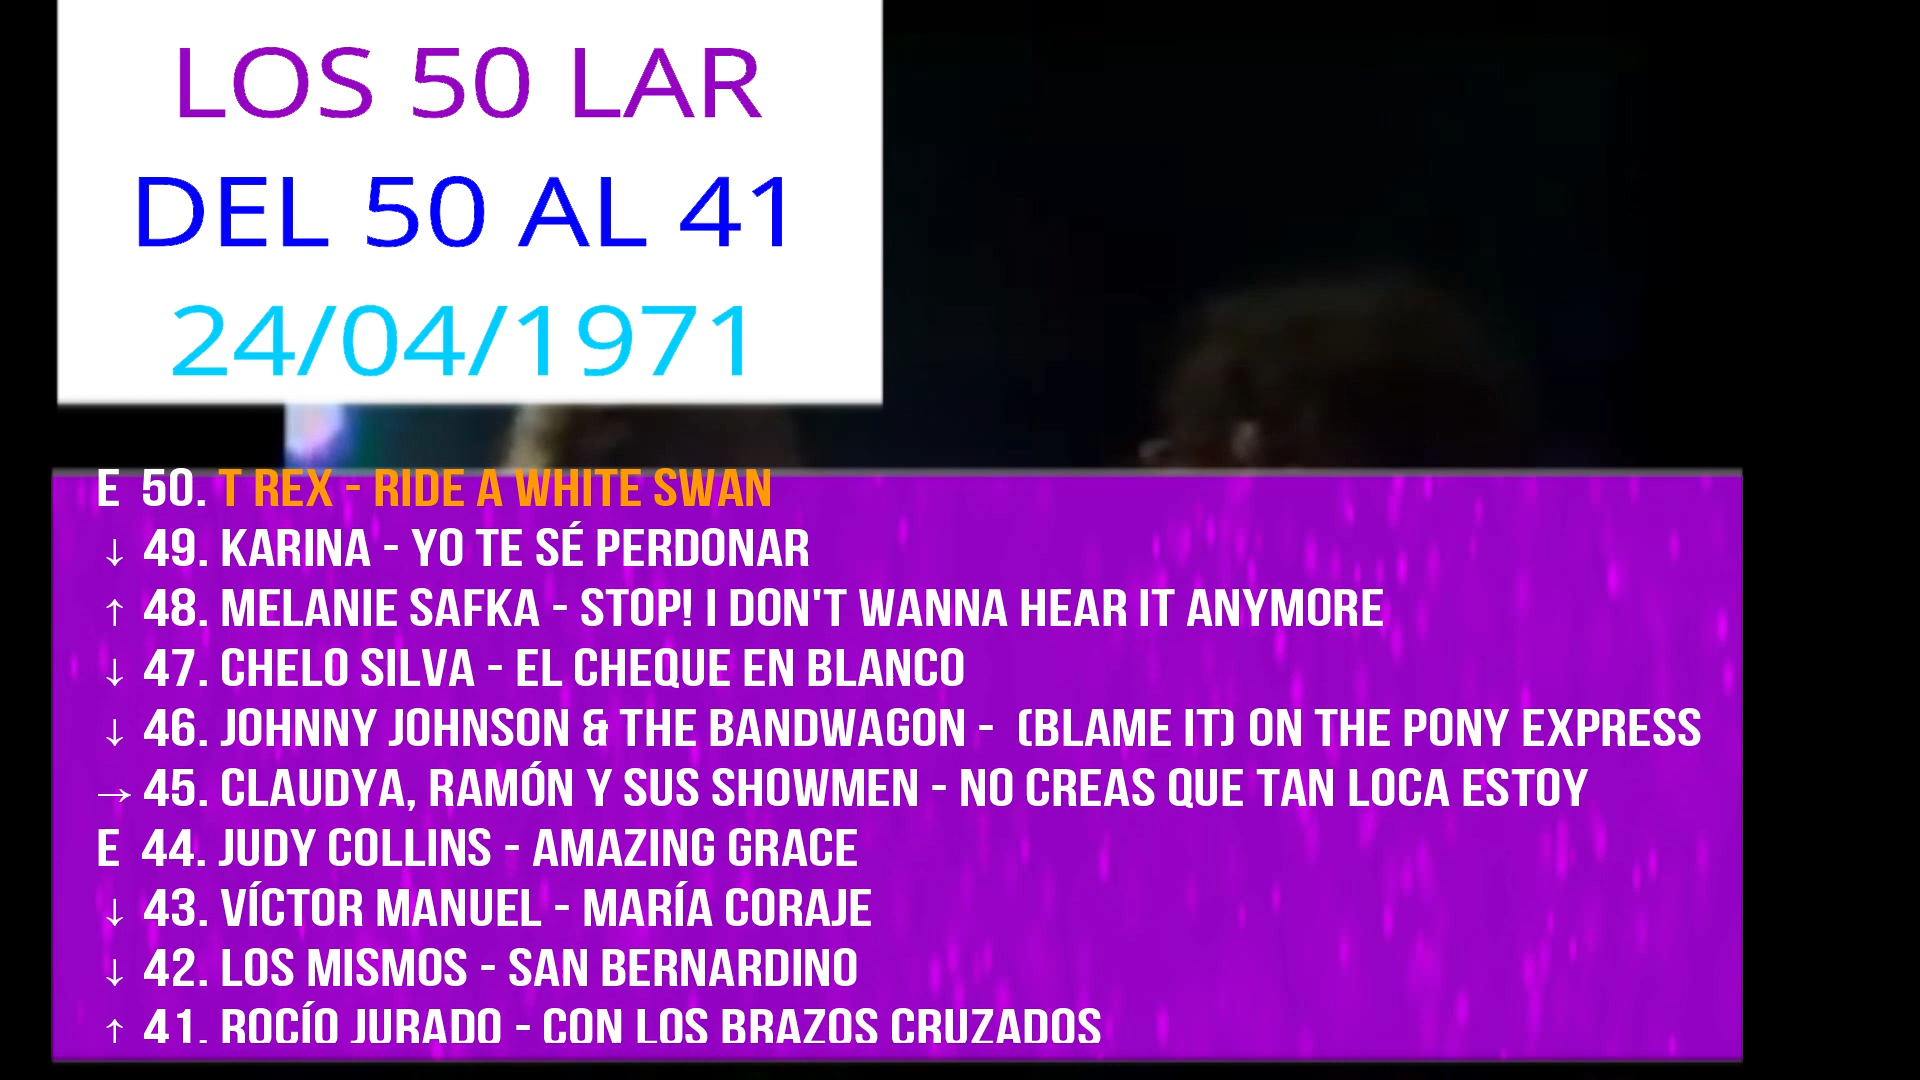 LOS 50 LAR
DEL 50 AL 41
24/04/1971
E 50. T REX - RIDE A WHITE SWAN
↓ 49. KARINA - YO TE SÉ PERDONAR
↑ 48. MELANIE SAFKA - STOP! I DON'T WANNA HEAR IT ANYMORE
↓ 47. CHELO SILVA - EL CHEQUE EN BLANCO
↓ 46. JOHNNY JOHNSON & THE BANDWAGON - (BLAME IT) ON THE PONY EXPRESS
→ 45. CLAUDYA, RAMÓN Y SUS SHOWMEN - NO CREAS QUE TAN LOCA ESTOY
E 44. JUDY COLLINS - AMAZING GRACE
↓ 43. VÍCTOR MANUEL - MARÍA CORAJE
↓ 42. LOS MISMOS - SAN BERNARDINO
↑ 41. ROCÍO JURADO - CON LOS BRAZOS CRUZADOS